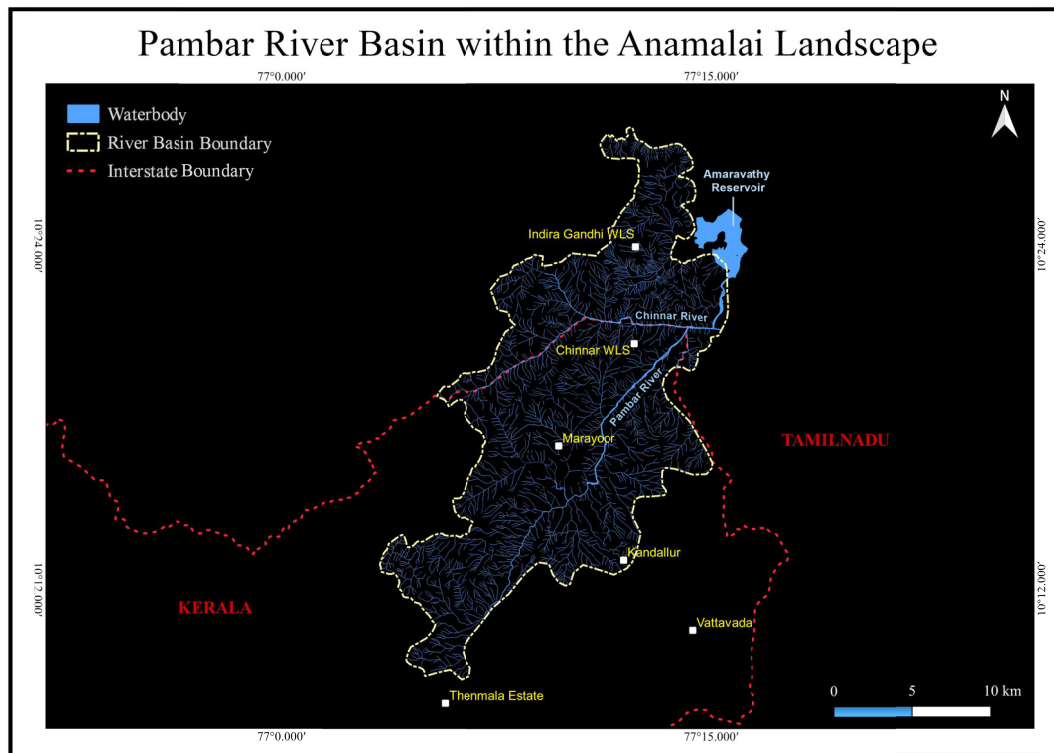 Pambar River Basin within the Anamalai Landscape
77°0.000'
77°15.000'
Waterbody
River Basin Boundary
Interstate Boundary
N
Amaravathy
Reservoir
10°24.000'
10°24.000'
Indira Gandhi WLS
Chinnar River
Chinnar WLS
Pambar River
Marayoor
TAMILNADU
Kandallur
10°12.000'
10°12.000'
KERALA
Vattavada
Thenmala Estate
0 5 10 km
77°0.000'
77°15.000'